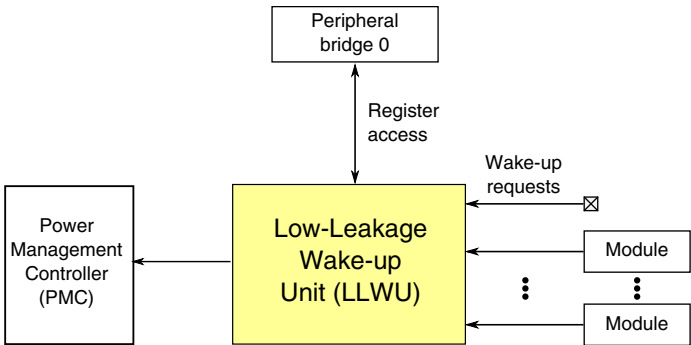 Peripheral
bridge 0
Register
access
Wake-up
requests
Power
Management
Controller
(PMC)
Low-Leakage
Wake-up
Unit (LLWU)
Module
Module